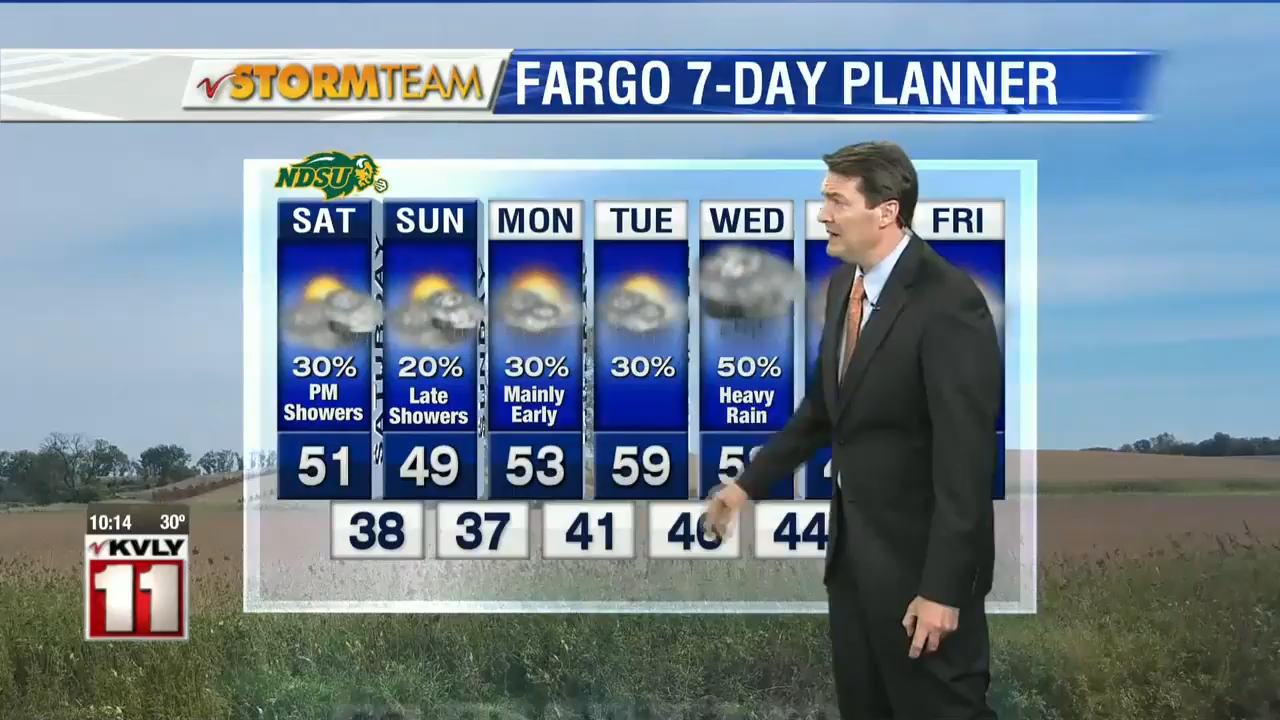 STORMTEAM FARGO 7-DAY PLANNER
NDSU
SAT SUN MON TUE WED FRI
30% 20% 30% 30% 50%
PM Showers
Late Showers
Mainly Early
Heavy Rain
51 49 53 59
38 37 41 44
10:14 30º
KVLY
11